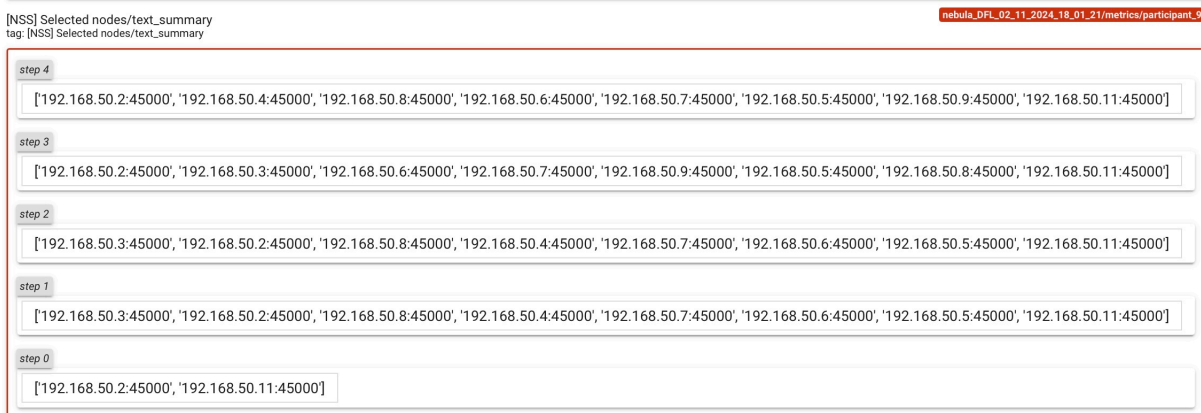 [NSS] Selected nodes/text_summary
nebula_DFL_02_11_2024_18_01_21/metrics/participant_9
tag: [NSS] Selected nodes/text_summary
step 4
['192.168.50.2:45000', '192.168.50.4:45000', '192.168.50.8:45000', '192.168.50.6:45000', '192.168.50.7:45000', '192.168.50.5:45000', '192.168.50.9:45000', '192.168.50.11:45000']
step 3
['192.168.50.2:45000', '192.168.50.3:45000', '192.168.50.6:45000', '192.168.50.7:45000', '192.168.50.9:45000', '192.168.50.5:45000', '192.168.50.8:45000', '192.168.50.11:45000']
step 2
['192.168.50.3:45000', '192.168.50.2:45000', '192.168.50.8:45000', '192.168.50.4:45000', '192.168.50.7:45000', '192.168.50.6:45000', '192.168.50.5:45000', '192.168.50.11:45000']
step 1
['192.168.50.3:45000', '192.168.50.2:45000', '192.168.50.8:45000', '192.168.50.4:45000', '192.168.50.7:45000', '192.168.50.6:45000', '192.168.50.5:45000', '192.168.50.11:45000']
step 0
['192.168.50.2:45000', '192.168.50.11:45000']